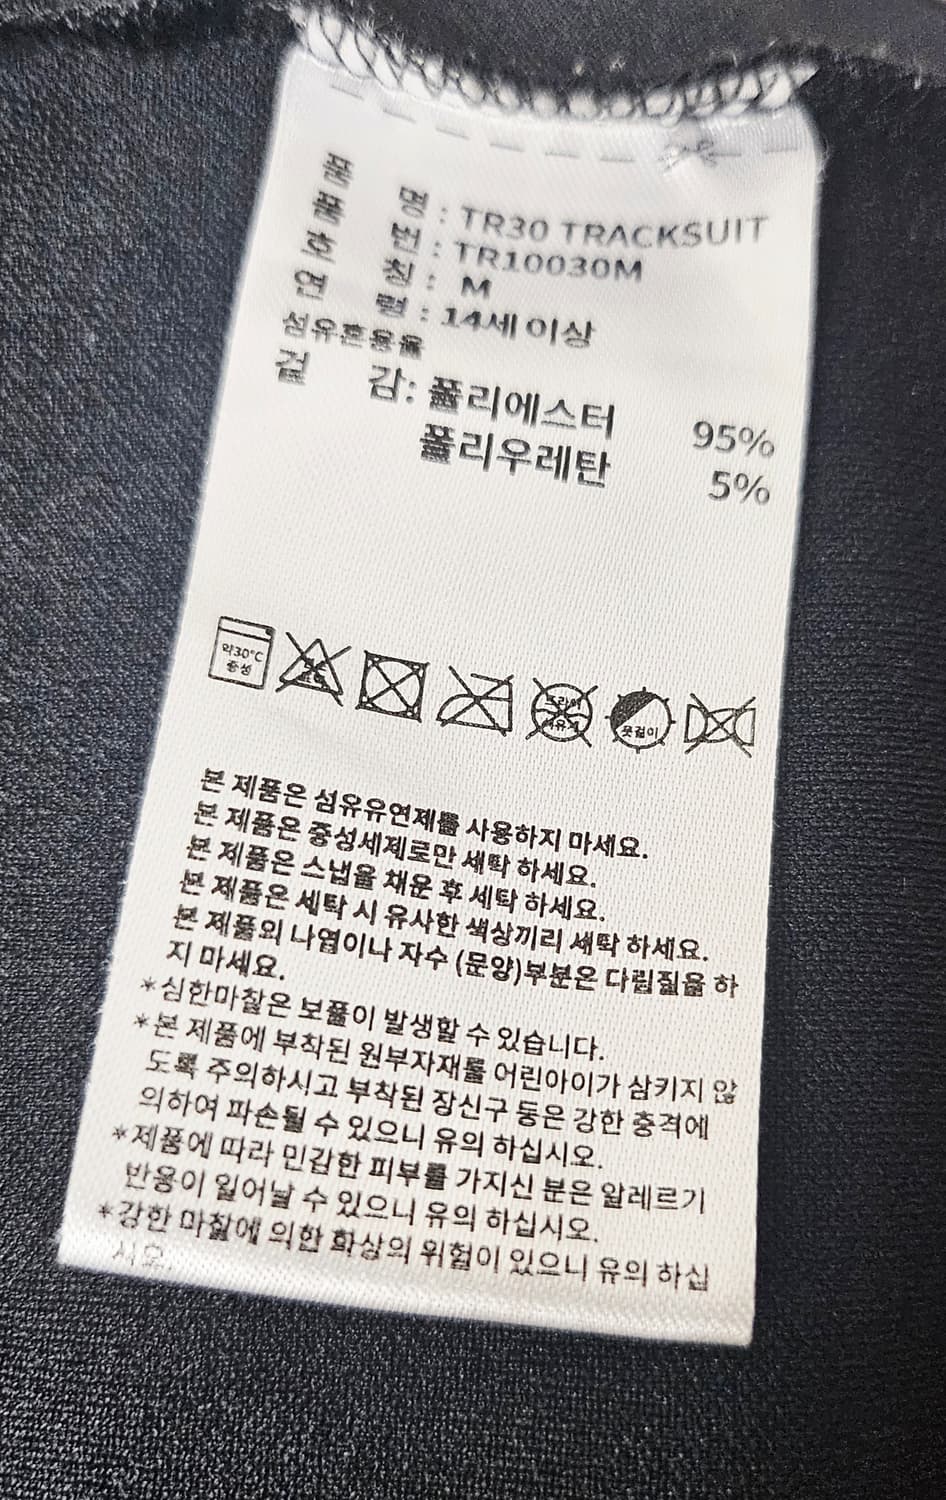 품 명 : TR30 TRACKSUIT
품 번 : TR10030M
호 칭 : M
연 령 : 14세 이상
섬유혼용율
겉 감: 폴리에스터 95%
폴리우레탄 5%
약30℃
중성
옷걸이
본 제품은 섬유유연제를 사용하지 마세요.
본 제품은 중성세제로만 세탁 하세요.
본 제품은 스냅을 채운 후 세탁 하세요.
본 제품은 세탁 시 유사한 색상끼리 세탁 하세요.
본 제품의 나염이나 자수 (문양)부분은 다림질을 하
지 마세요.
*심한마찰은 보풀이 발생할 수 있습니다.
*본 제품에 부착된 원부자재를 어린아이가 삼키지 않
도록 주의하시고 부착된 장신구 등은 강한 충격에
의하여 파손될 수 있으니 유의 하십시오.
*제품에 따라 민감한 피부를 가지신 분은 알레르기
반응이 일어날 수 있으니 유의 하십시오.
*강한 마찰에 의한 화상의 위험이 있으니 유의 하십
시오.